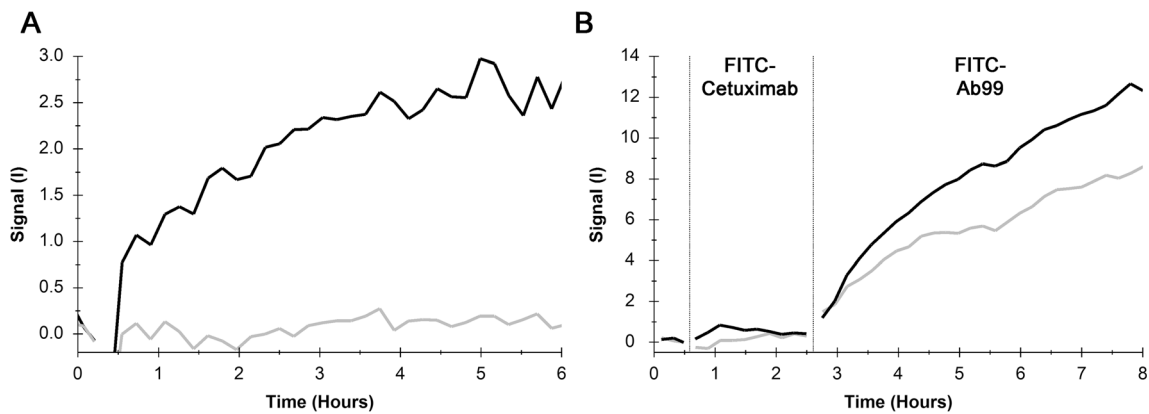 A
3.0
2.5
2.0
1.5
1.0
0.5
0.0
Signal (I)
0 1 2 3 4 5 6
Time (Hours)
B
14
12
10
8
6
4
2
0
Signal (I)
FITC-
Cetuximab
FITC-
Ab99
0 1 2 3 4 5 6 7 8
Time (Hours)